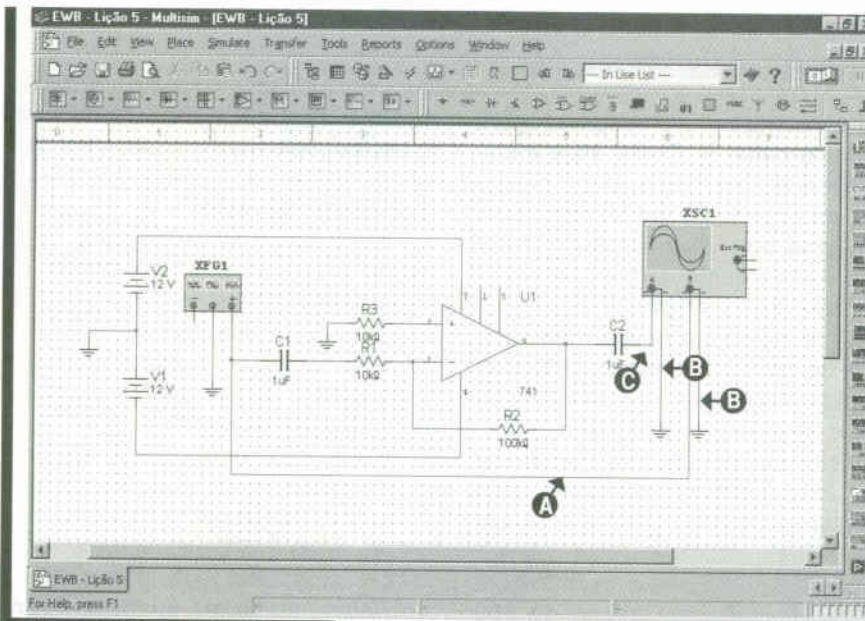 EWB - Lição 5 - Multisim - [EWB - Lição 5]
File Edit View Place Simulate Transfer Tools Reports Options Window Help
--- In Use List ---
XSC1
XFG1
V2
12 V
R3
10kΩ
U1
C1
1uF
R1
10kΩ
C2
1uF
V1
12 V
741
R2
100kΩ
A
B
B
C
EWB - Lição 5
For Help, press F1